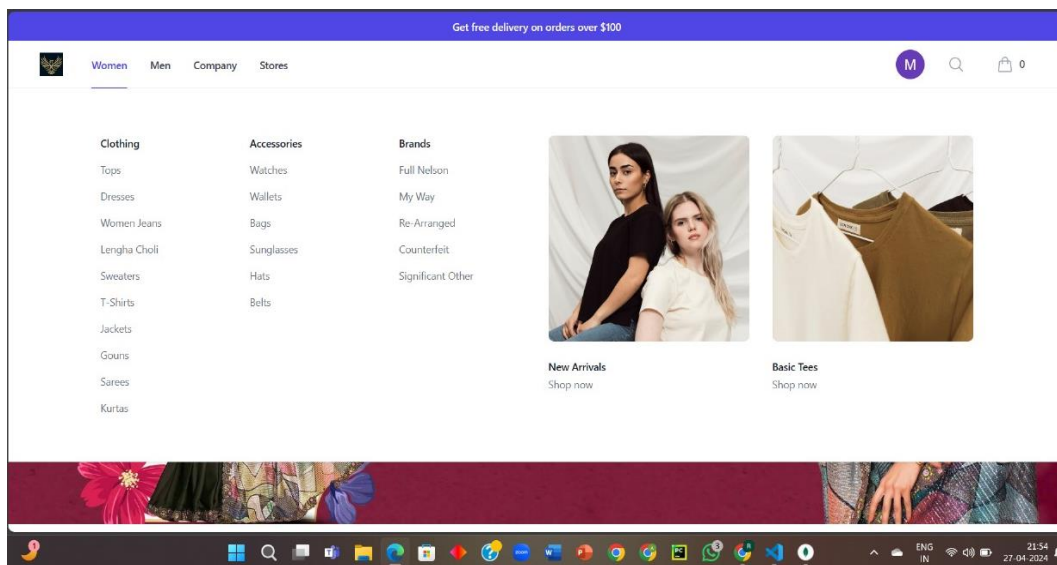 Get free delivery on orders over $100
Women Men Company Stores M 0
Clothing
Tops
Dresses
Women Jeans
Lengha Choli
Sweaters
T-Shirts
Jackets
Gouns
Sarees
Kurtas
Accessories
Watches
Wallets
Bags
Sunglasses
Hats
Belts
Brands
Full Nelson
My Way
Re-Arranged
Counterfeit
Significant Other
New Arrivals
Shop now
Basic Tees
Shop now
ENG
IN
21:54
27-04-2024